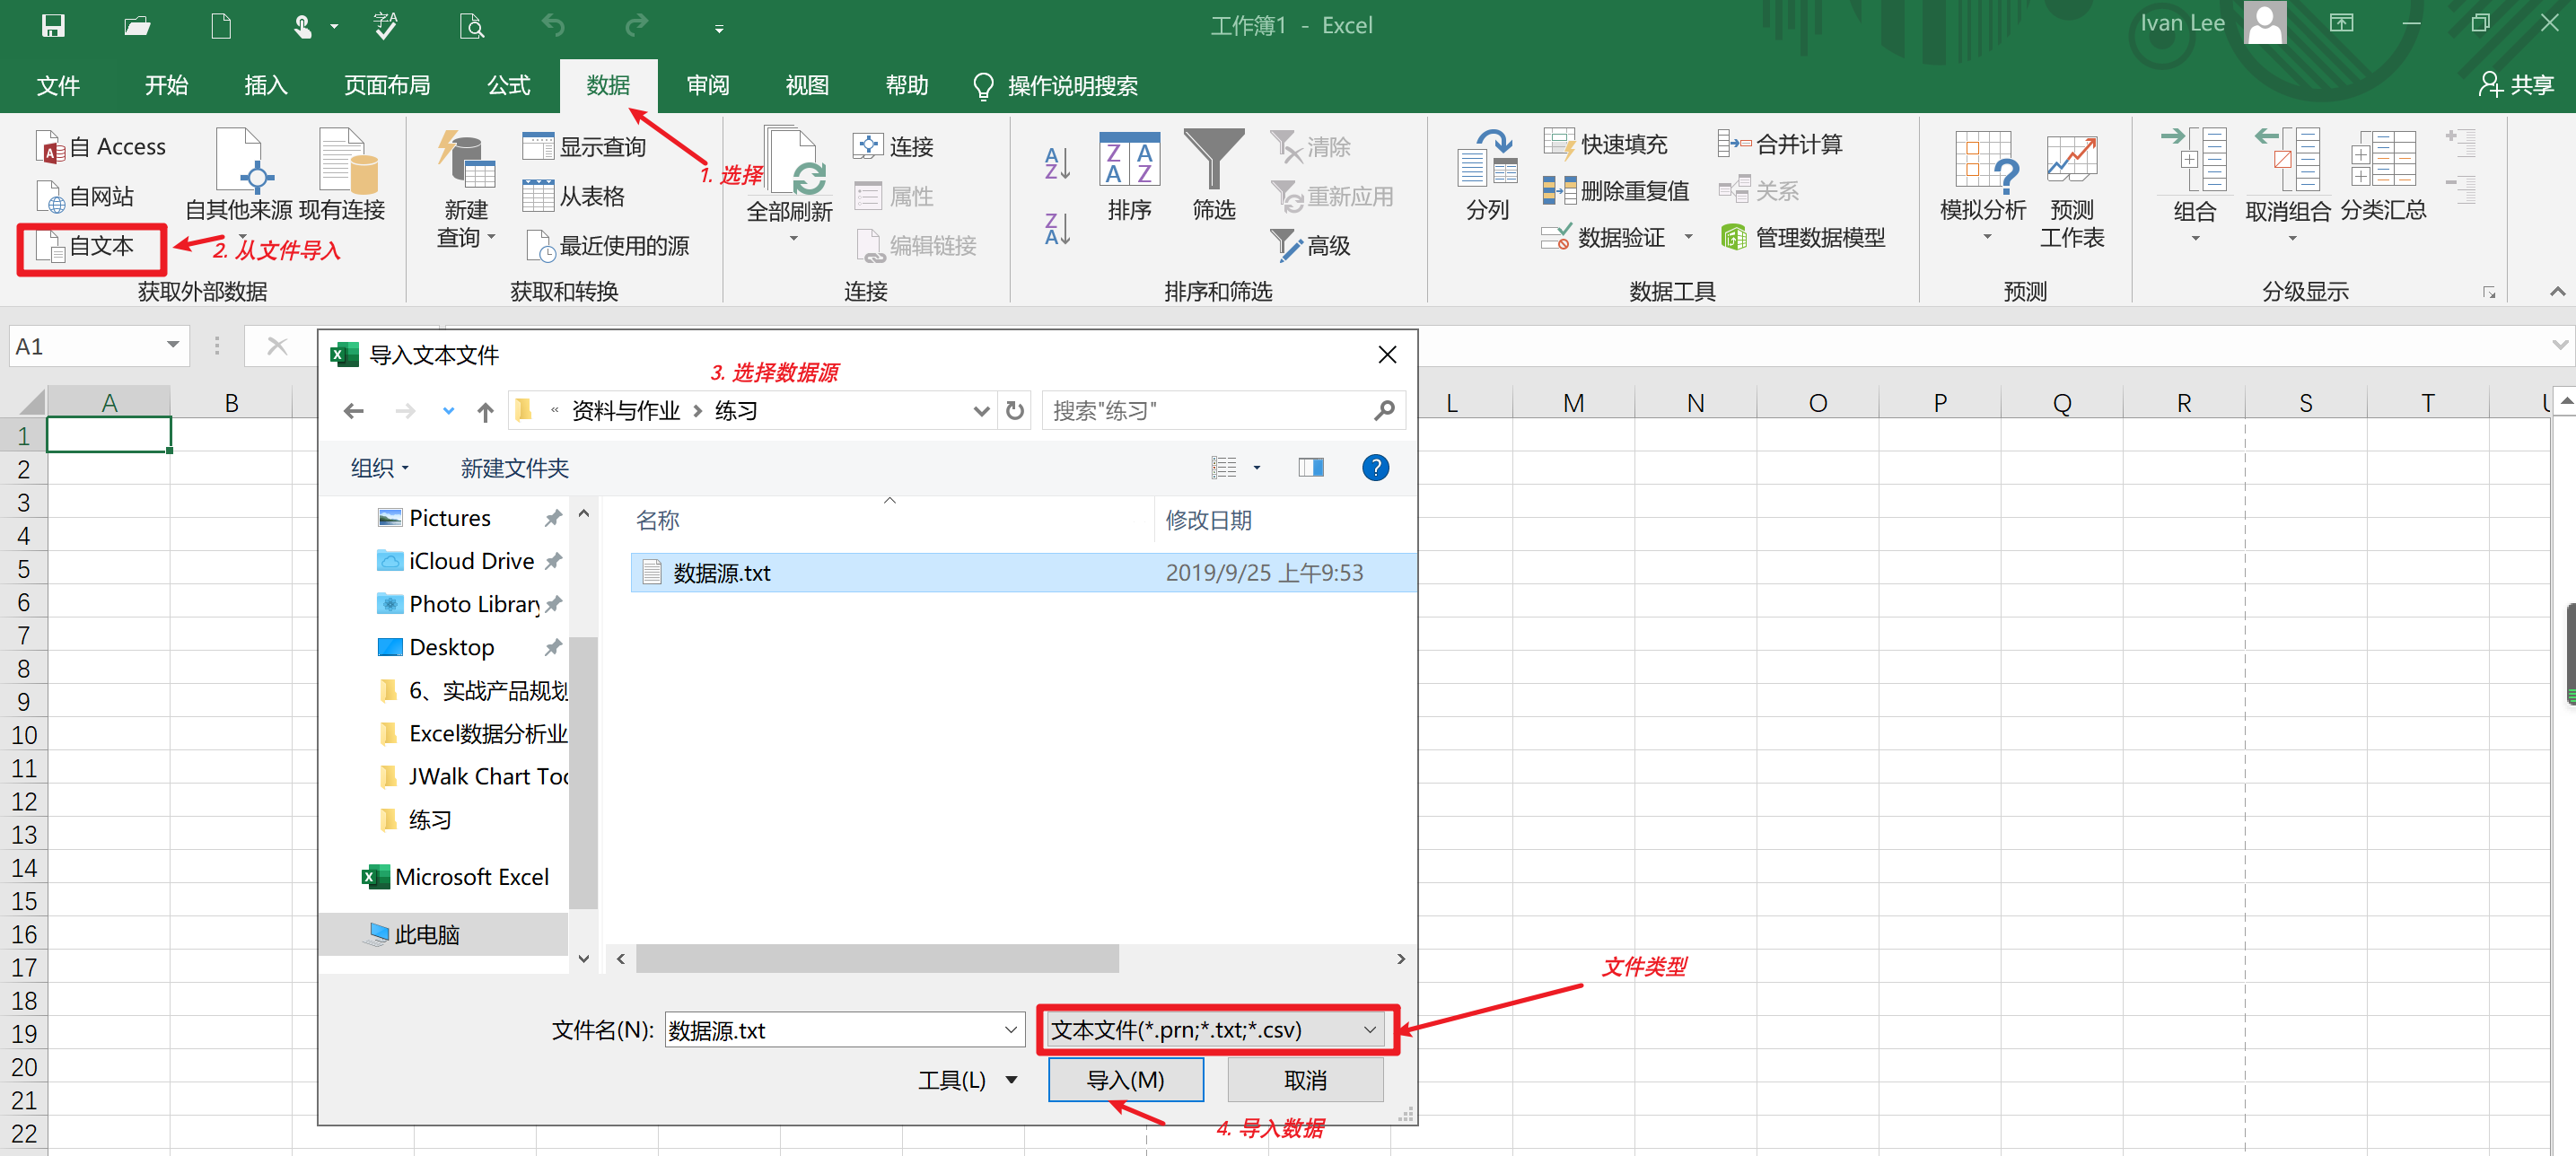 工作簿1 - Excel
Ivan Lee
文件 开始 插入 页面布局 公式 数据 审阅 视图 帮助 操作说明搜索 共享
自 Access
自网站
自文本
自其他来源
现有连接
获取外部数据
新建
查询
显示查询
从表格
最近使用的源
获取和转换
1. 选择
2. 从文件导入
全部刷新
连接
属性
编辑链接
连接
A
Z
Z
A
Z A
A Z
排序
筛选
清除
重新应用
高级
排序和筛选
分列
快速填充
删除重复值
数据验证
合并计算
关系
管理数据模型
数据工具
模拟分析
预测
工作表
预测
组合
取消组合
分类汇总
分级显示
A1
导入文本文件
3. 选择数据源
« 资料与作业 > 练习
搜索"练习"
A B L M N O P Q R S T
组织 新建文件夹
名称 修改日期
Pictures
iCloud Drive
Photo Library
Desktop
6、实战产品规划
Excel数据分析业
JWalk Chart Too
练习
Microsoft Excel
此电脑
数据源.txt 2019/9/25 上午9:53
文件类型
文件名(N): 数据源.txt
文本文件(*.prn;*.txt;*.csv)
工具(L) 导入(M) 取消
4. 导入数据
1
2
3
4
5
6
7
8
9
10
11
12
13
14
15
16
17
18
19
20
21
22